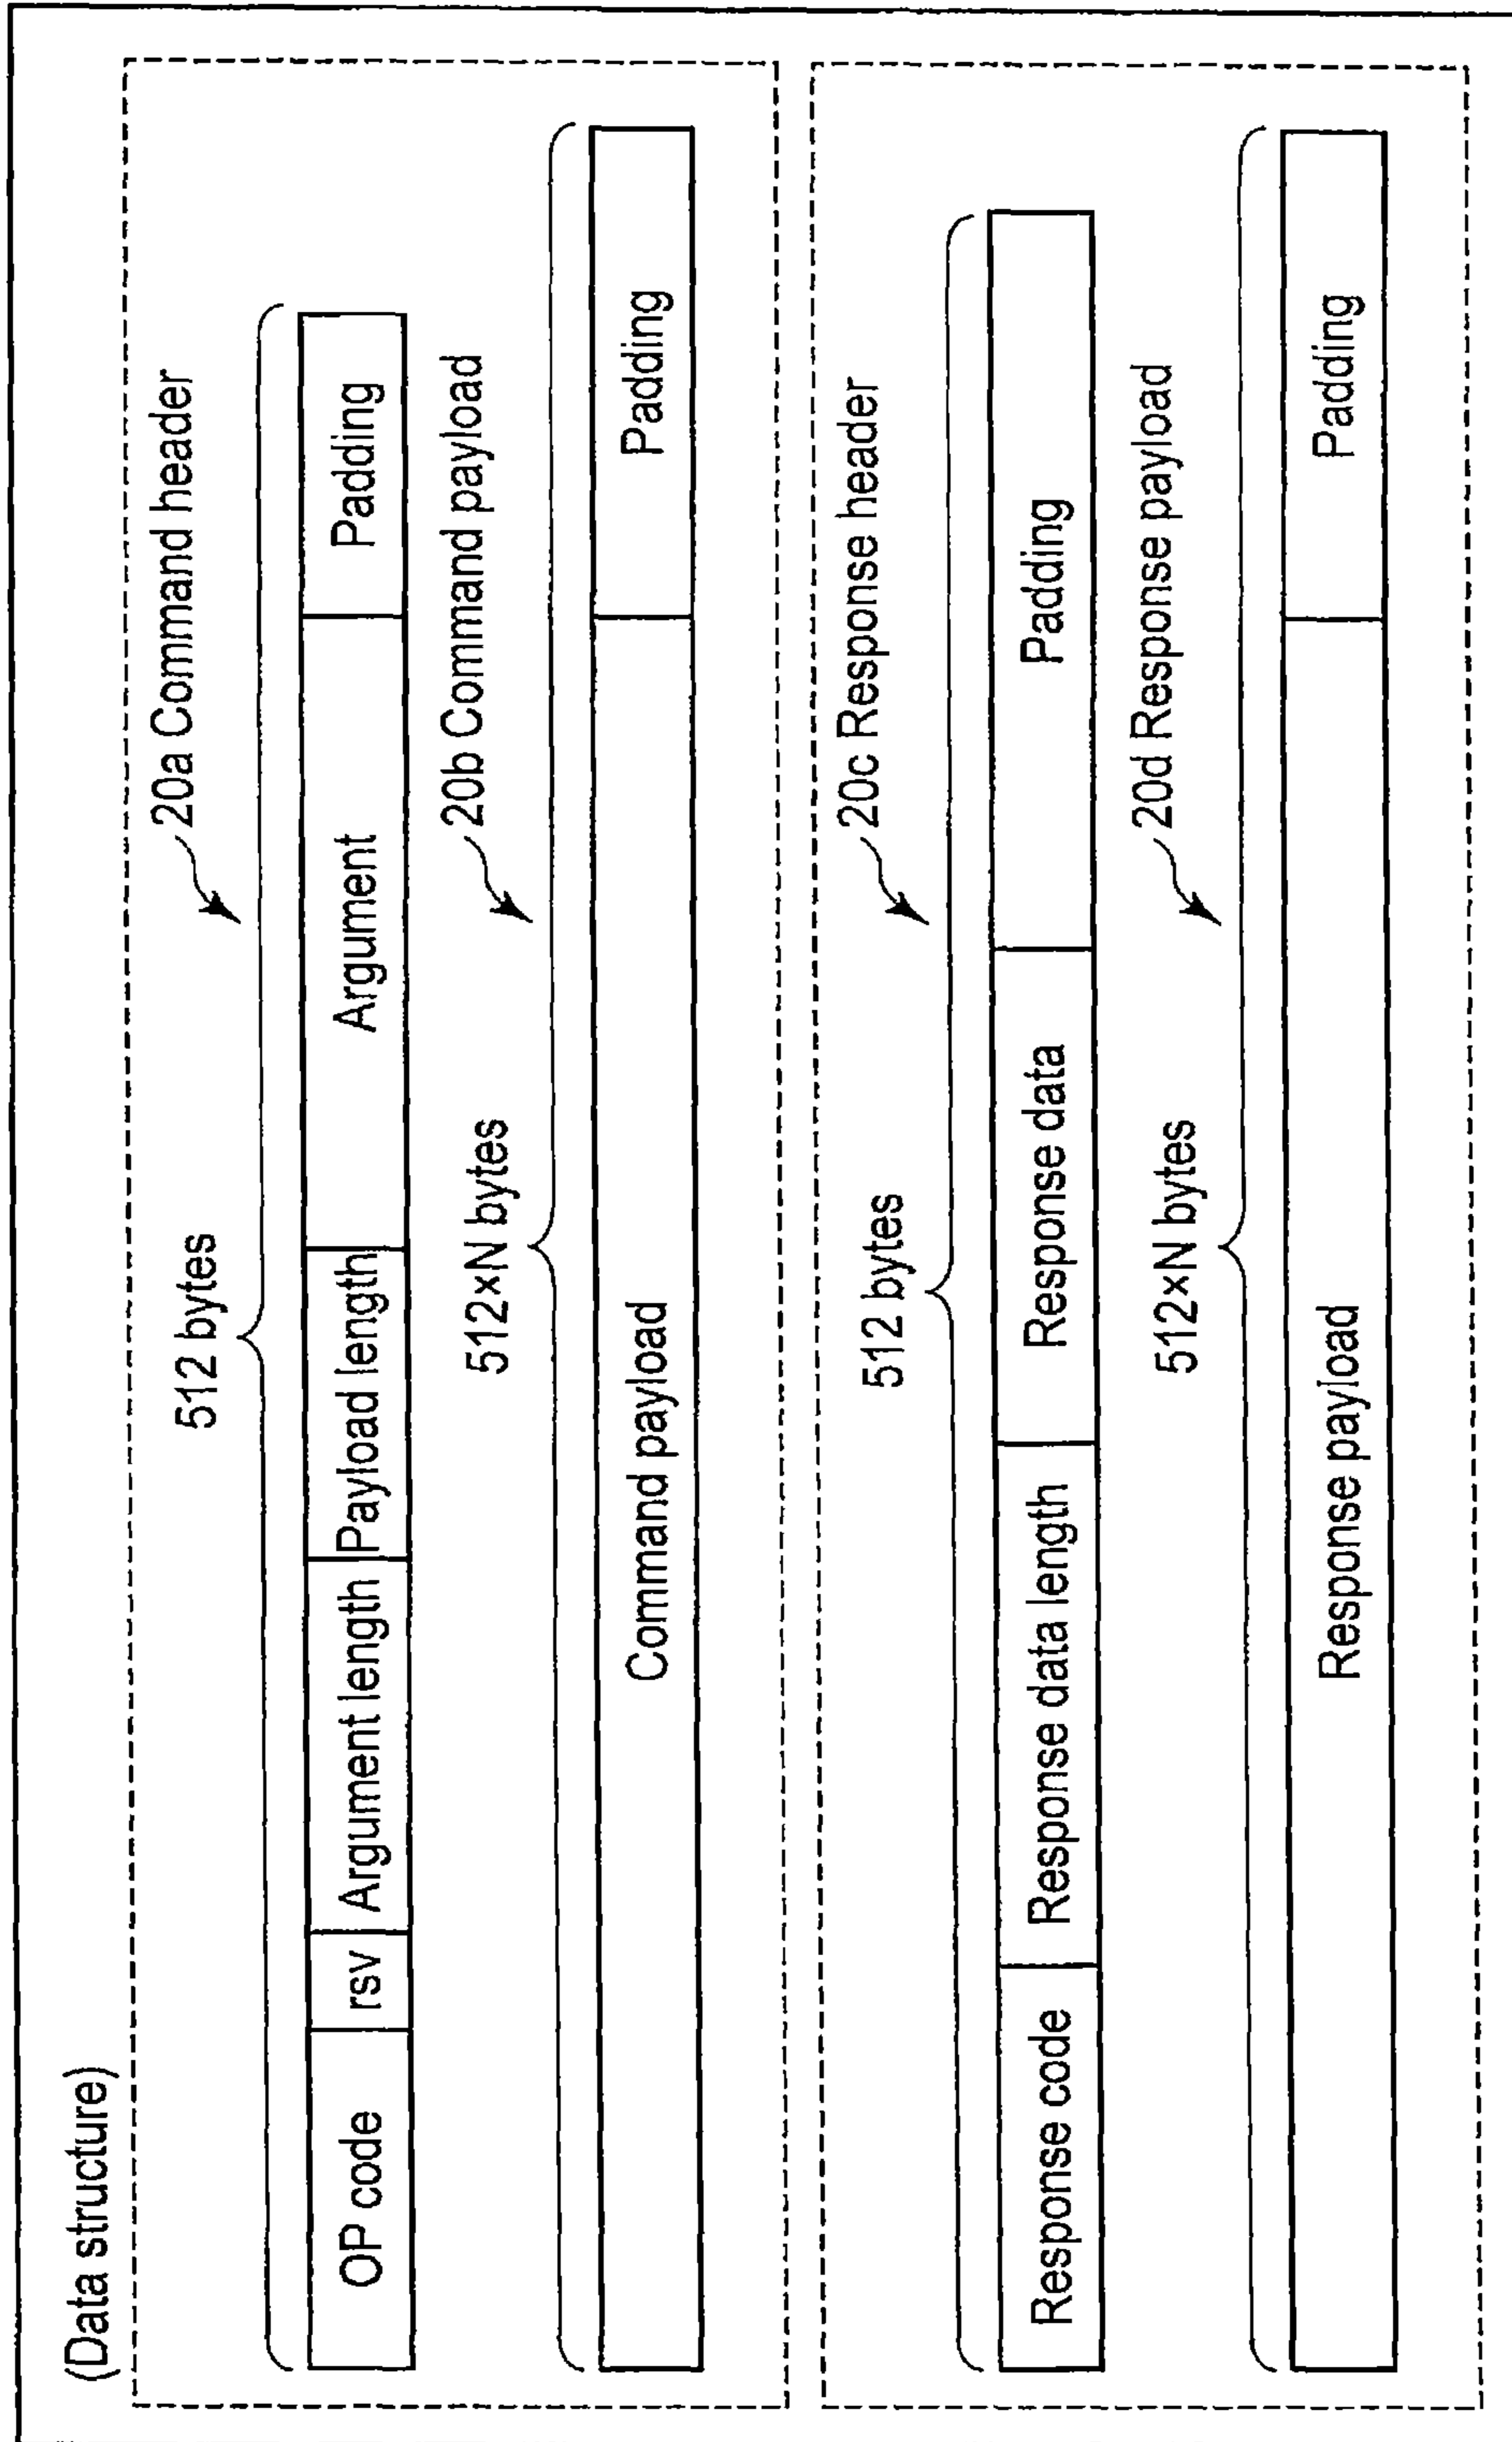 (Data structure)
20a Command header
512 bytes
OP code rsv Argument length Payload length Argument Padding
20b Command payload
512×N bytes
Command payload Padding
20c Response header
512 bytes
Response code Response data length Response data Padding
20d Response payload
512×N bytes
Response payload Padding